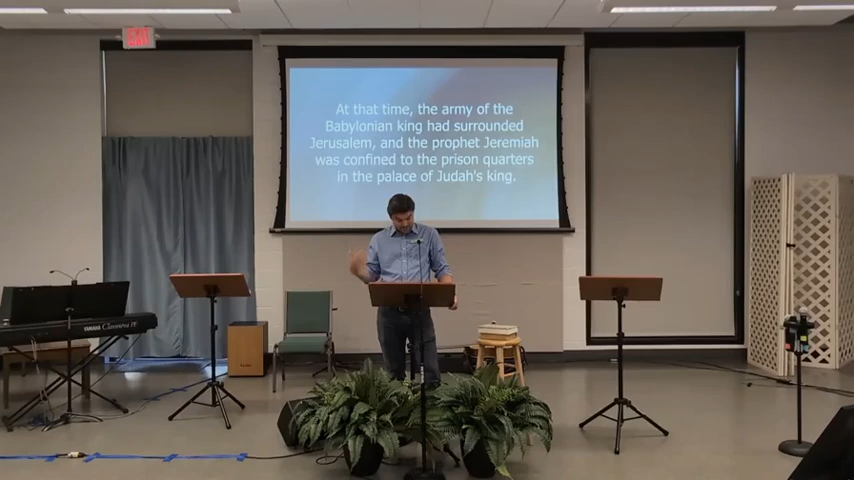 EXIT
At that time, the army of the
Babylonian king had surrounded
Jerusalem, and the prophet Jeremiah
was confined to the prison quarters
in the palace of Judah's king.
YAMAHA Clavinova